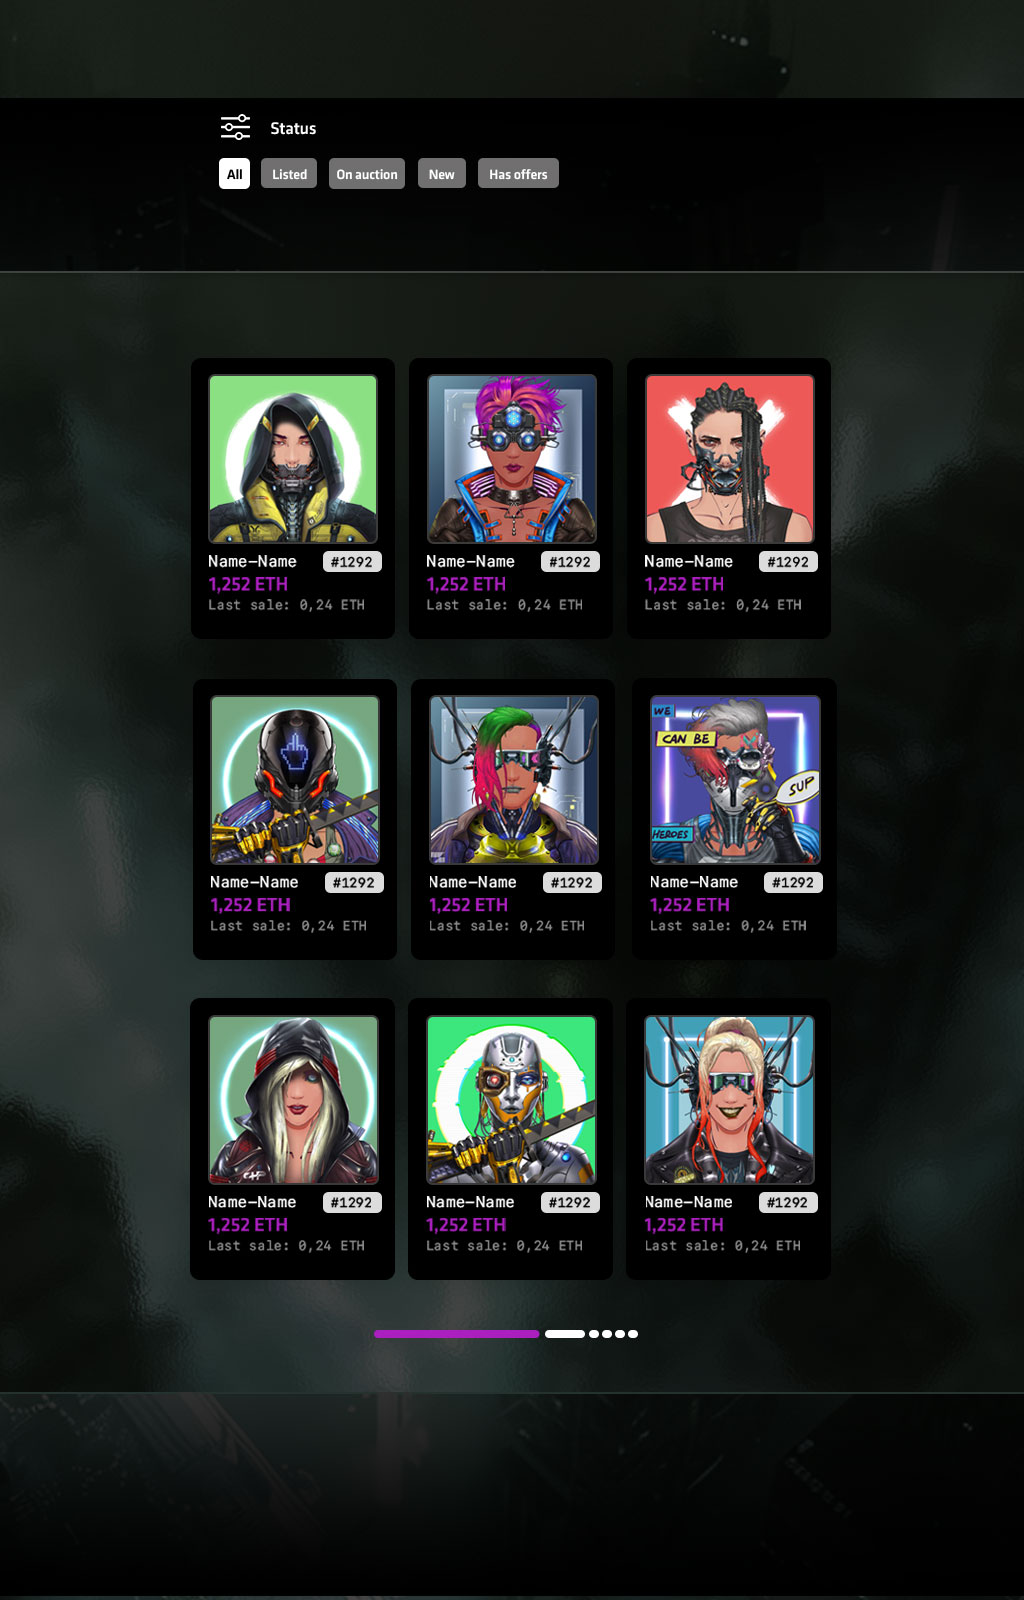 Status
All Listed On auction New Has offers
Name–Name #1292 Name–Name #1292 Name–Name #1292
1,252 ETH 1,252 ETH 1,252 ETH
Last sale: 0,24 ETH Last sale: 0,24 ETH Last sale: 0,24 ETH
WE
CAN BE
SUP
HEROES
Name–Name #1292 Name–Name #1292 Name–Name #1292
1,252 ETH 1,252 ETH 1,252 ETH
Last sale: 0,24 ETH Last sale: 0,24 ETH Last sale: 0,24 ETH
Name–Name #1292 Name–Name #1292 Name–Name #1292
1,252 ETH 1,252 ETH 1,252 ETH
Last sale: 0,24 ETH Last sale: 0,24 ETH Last sale: 0,24 ETH